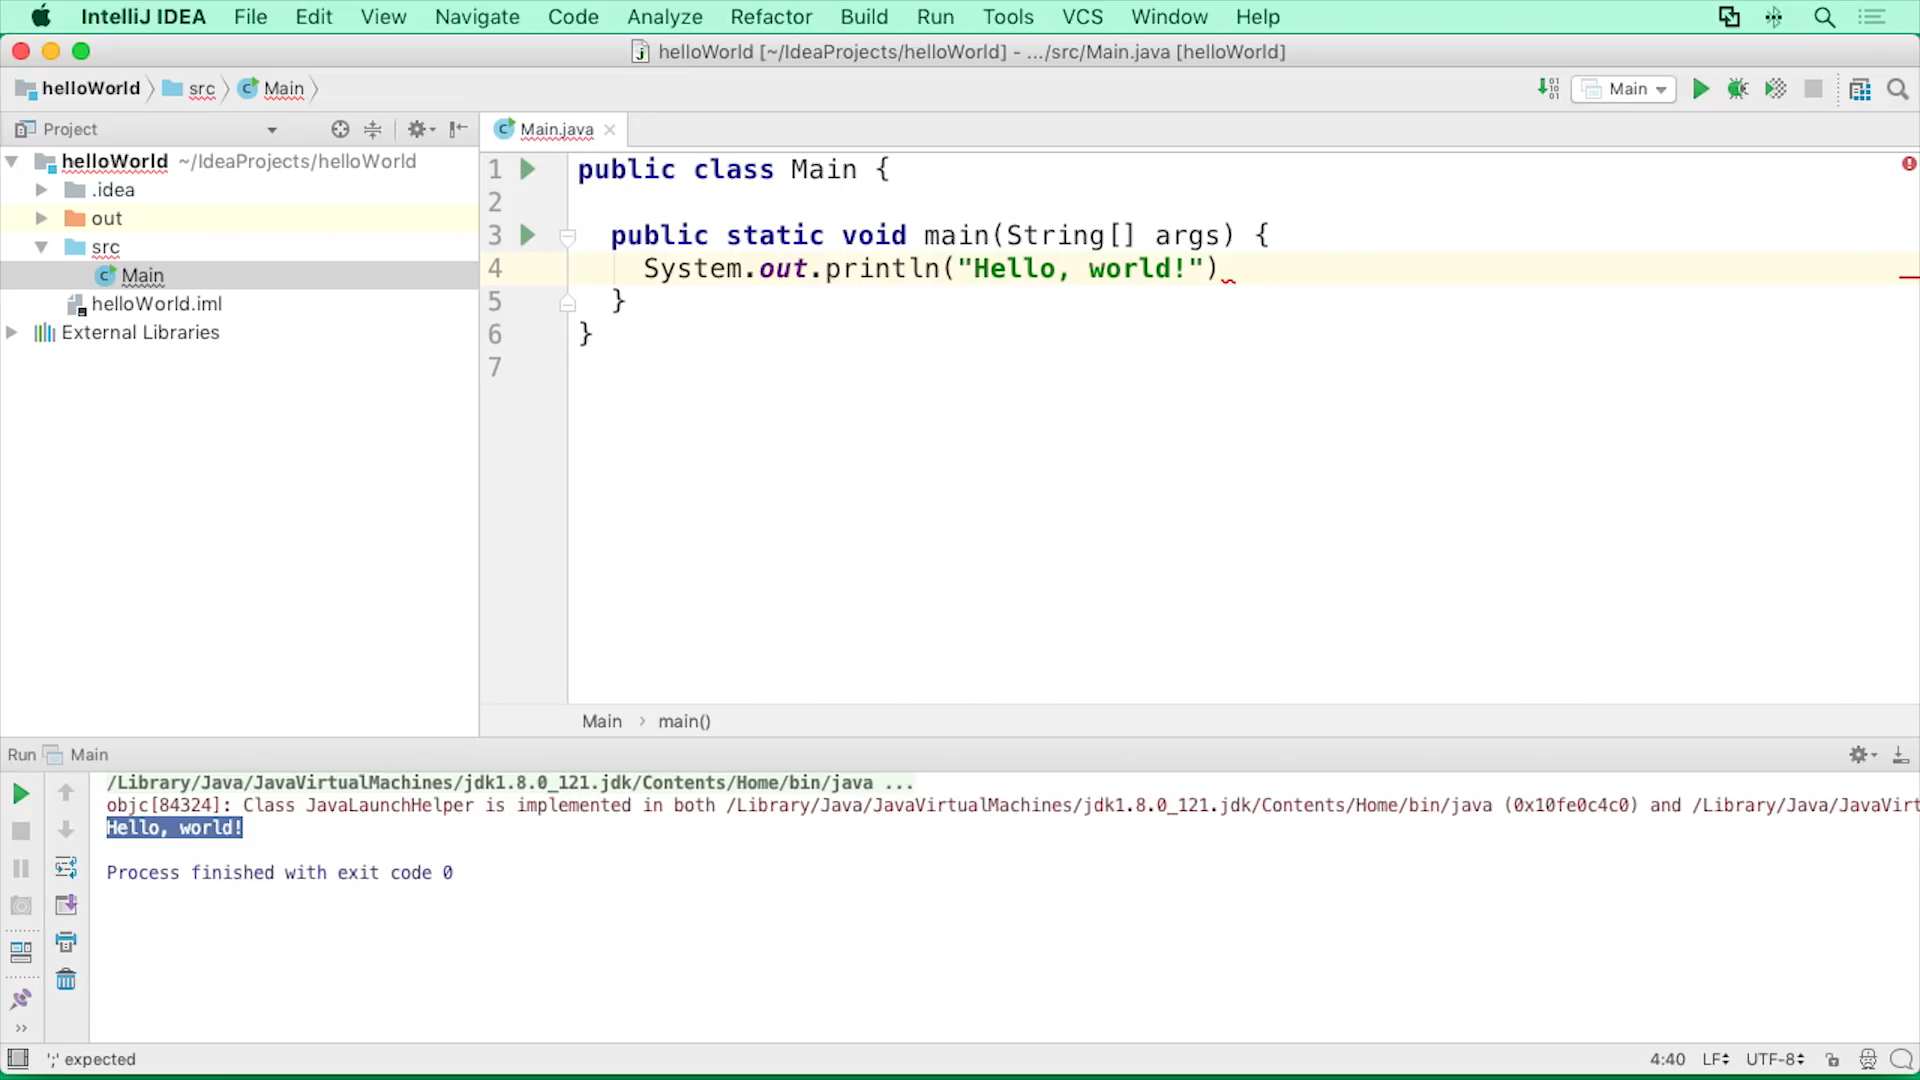 IntelliJ IDEA File Edit View Navigate Code Analyze Refactor Build Run Tools VCS Window Help
helloWorld [~/IdeaProjects/helloWorld] - .../src/Main.java [helloWorld]
helloWorld src Main Main
Project
Main.java
helloWorld ~/IdeaProjects/helloWorld
.idea
out
src
Main
helloWorld.iml
External Libraries
1 public class Main {
2
3 public static void main(String[] args) {
4 System.out.println("Hello, world!")
5 }
6 }
7
Main › main()
Run Main
/Library/Java/JavaVirtualMachines/jdk1.8.0_121.jdk/Contents/Home/bin/java ...
objc[84324]: Class JavaLaunchHelper is implemented in both /Library/Java/JavaVirtualMachines/jdk1.8.0_121.jdk/Contents/Home/bin/java (0x10fe0c4c0) and /Library/Java/JavaVirt
Hello, world!
Process finished with exit code 0
';' expected 4:40 LF UTF-8